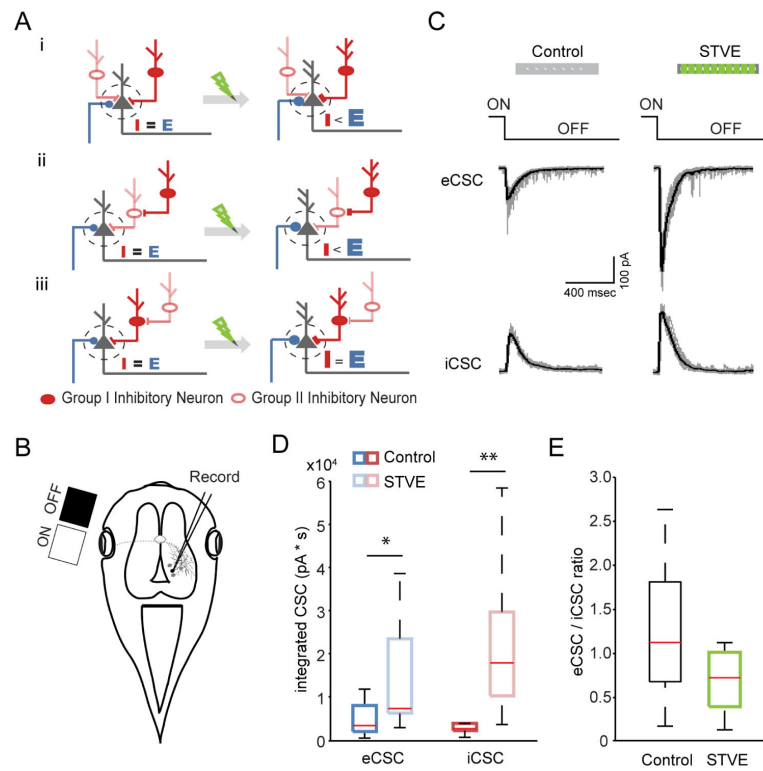 A
i
I = E
I < E
ii
I = E
I < E
iii
I = E
I = E
Group I Inhibitory Neuron
Group II Inhibitory Neuron
B
OFF
ON
Record
C
Control
STVE
ON
OFF
ON
OFF
eCSC
100 pA
400 msec
iCSC
D
x10⁴
Control
STVE
*
**
integrated CSC (pA * s)
6
5
4
3
2
1
0
eCSC
iCSC
E
eCSC / iCSC ratio
3.0
2.5
2.0
1.5
1.0
0.5
0
Control
STVE